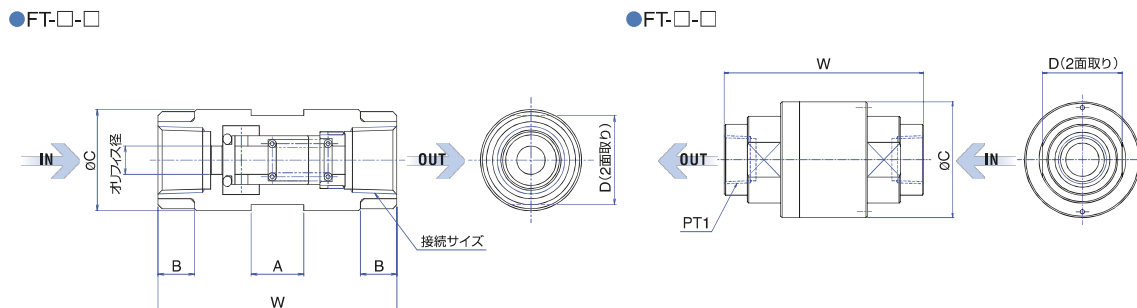 ●FT-□-□
IN
ØC
オリフィス径
OUT
D(2面取り)
接続サイズ
B
A
B
W
●FT-□-□
W
D(2面取り)
OUT
ØC
IN
PT1